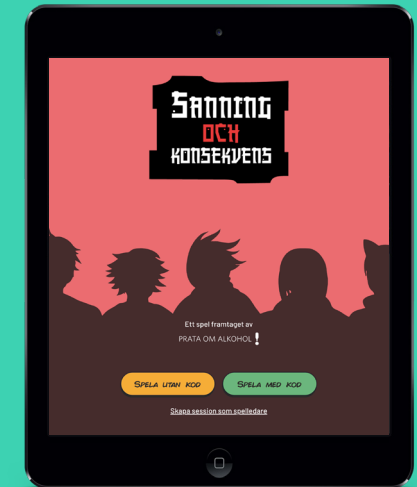 SANNING
OCH
KONSEKVENS
Ett spel framtaget av
PRATA OM ALKOHOL!
SPELA UTAN KOD
SPELA MED KOD
Skapa session som spelledare